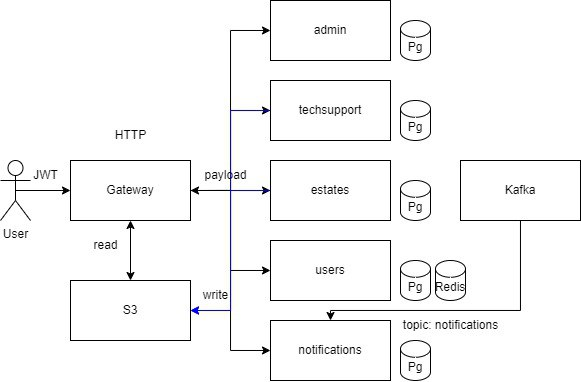 admin
Pg
techsupport
Pg
HTTP
JWT
Gateway
payload
estates
Pg
Kafka
User
read
users
Pg
Redis
write
S3
topic: notifications
notifications
Pg